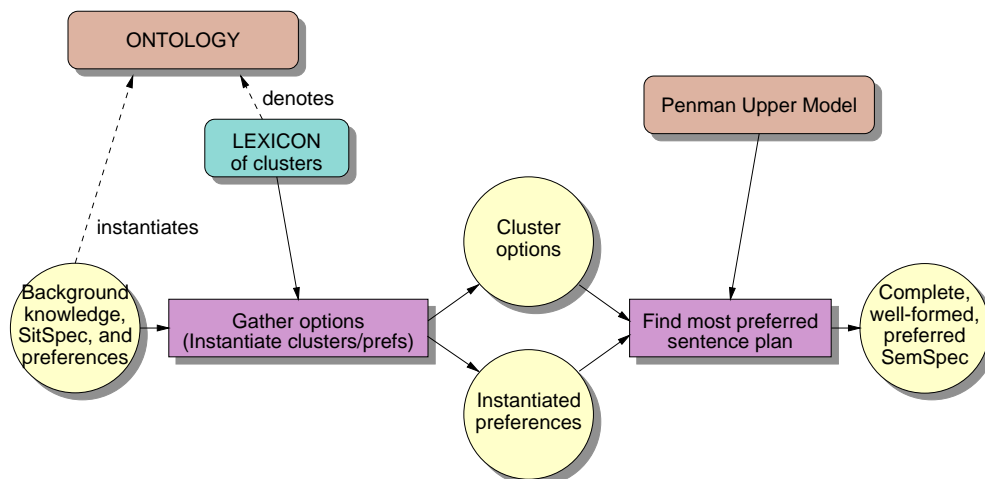 ONTOLOGY
denotes
Penman Upper Model
LEXICON
of clusters
instantiates
Cluster
options
Background
knowledge,
SitSpec, and
preferences
Gather options
(Instantiate clusters/prefs)
Find most preferred
sentence plan
Complete,
well-formed,
preferred
SemSpec
Instantiated
preferences